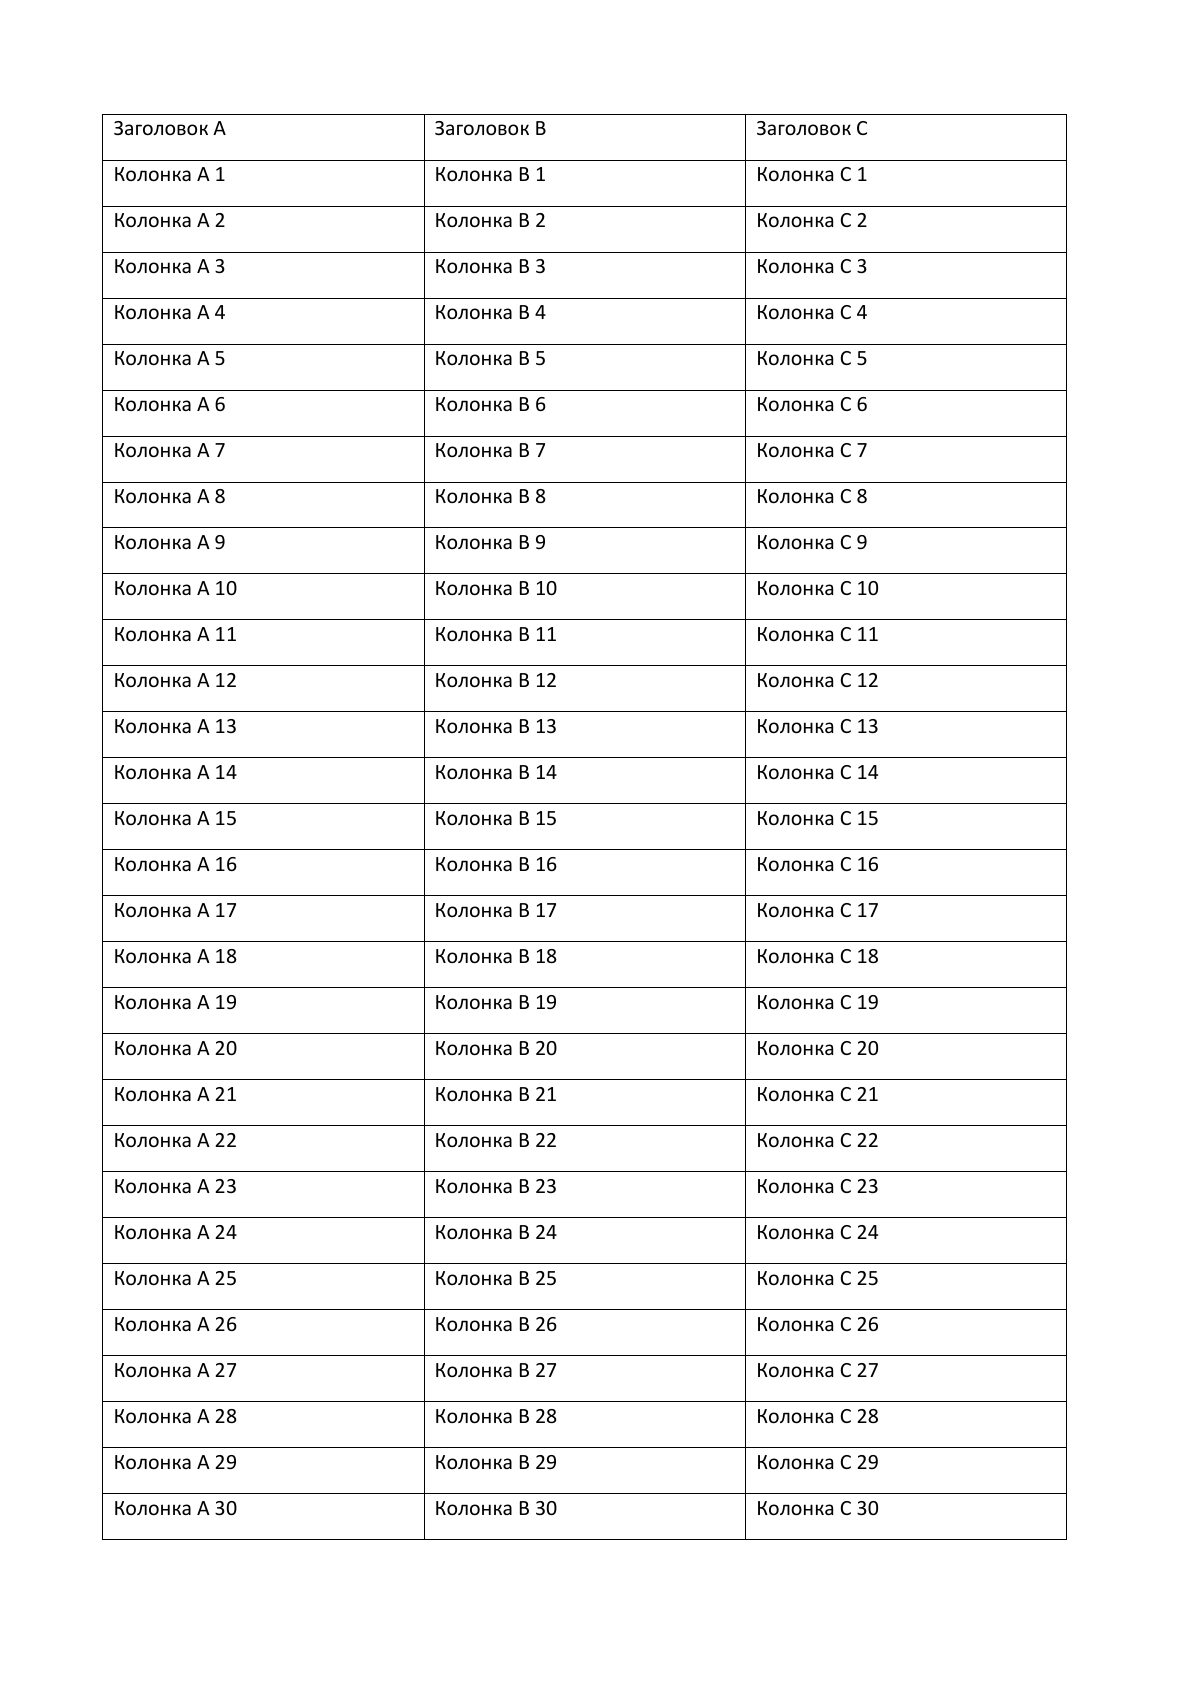 Заголовок А Заголовок В Заголовок С
Колонка А 1 Колонка В 1 Колонка С 1
Колонка А 2 Колонка В 2 Колонка С 2
Колонка А 3 Колонка В 3 Колонка С 3
Колонка А 4 Колонка В 4 Колонка С 4
Колонка А 5 Колонка В 5 Колонка С 5
Колонка А 6 Колонка В 6 Колонка С 6
Колонка А 7 Колонка В 7 Колонка С 7
Колонка А 8 Колонка В 8 Колонка С 8
Колонка А 9 Колонка В 9 Колонка С 9
Колонка А 10 Колонка В 10 Колонка С 10
Колонка А 11 Колонка В 11 Колонка С 11
Колонка А 12 Колонка В 12 Колонка С 12
Колонка А 13 Колонка В 13 Колонка С 13
Колонка А 14 Колонка В 14 Колонка С 14
Колонка А 15 Колонка В 15 Колонка С 15
Колонка А 16 Колонка В 16 Колонка С 16
Колонка А 17 Колонка В 17 Колонка С 17
Колонка А 18 Колонка В 18 Колонка С 18
Колонка А 19 Колонка В 19 Колонка С 19
Колонка А 20 Колонка В 20 Колонка С 20
Колонка А 21 Колонка В 21 Колонка С 21
Колонка А 22 Колонка В 22 Колонка С 22
Колонка А 23 Колонка В 23 Колонка С 23
Колонка А 24 Колонка В 24 Колонка С 24
Колонка А 25 Колонка В 25 Колонка С 25
Колонка А 26 Колонка В 26 Колонка С 26
Колонка А 27 Колонка В 27 Колонка С 27
Колонка А 28 Колонка В 28 Колонка С 28
Колонка А 29 Колонка В 29 Колонка С 29
Колонка А 30 Колонка В 30 Колонка С 30